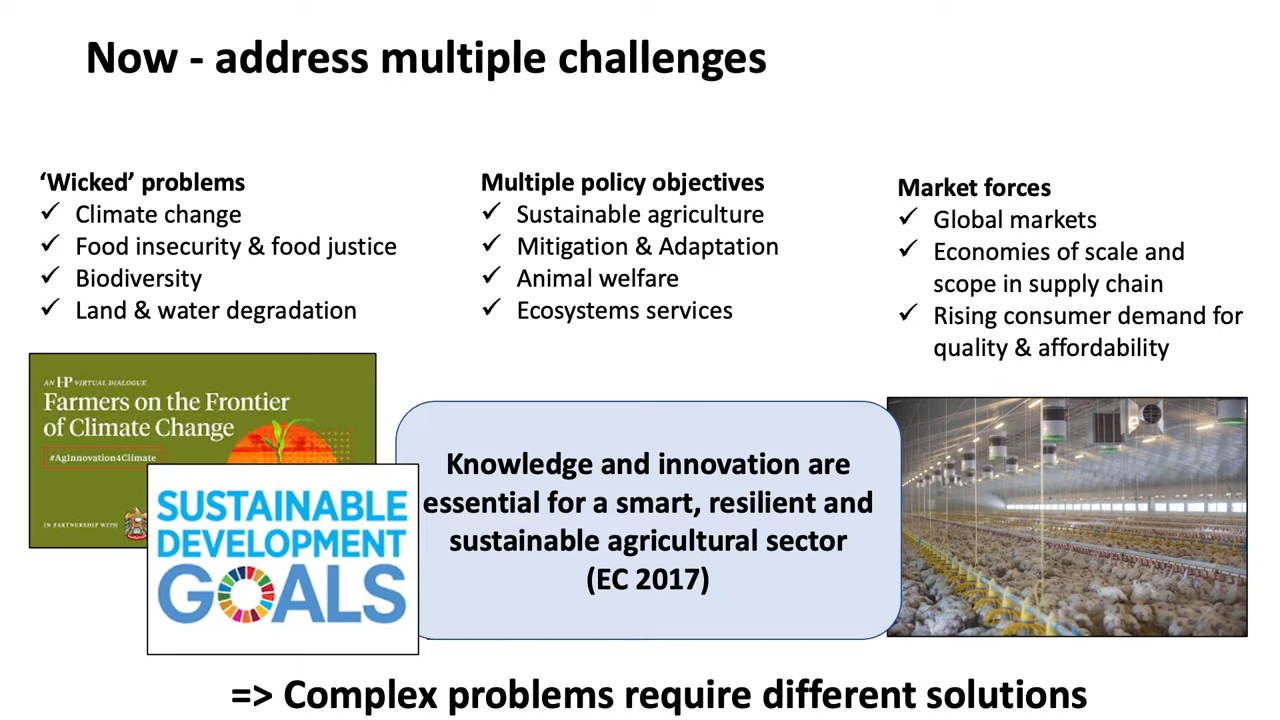 Now - address multiple challenges
‘Wicked’ problems
✓ Climate change
✓ Food insecurity & food justice
✓ Biodiversity
✓ Land & water degradation
Multiple policy objectives
✓ Sustainable agriculture
✓ Mitigation & Adaptation
✓ Animal welfare
✓ Ecosystems services
Market forces
✓ Global markets
✓ Economies of scale and
scope in supply chain
✓ Rising consumer demand for
quality & affordability
AN HP VIRTUAL DIALOGUE
Farmers on the Frontier
of Climate Change
#AgInnovation4Climate
IN PARTNERSHIP WITH
SUSTAINABLE
DEVELOPMENT
GOALS
Knowledge and innovation are
essential for a smart, resilient and
sustainable agricultural sector
(EC 2017)
=> Complex problems require different solutions